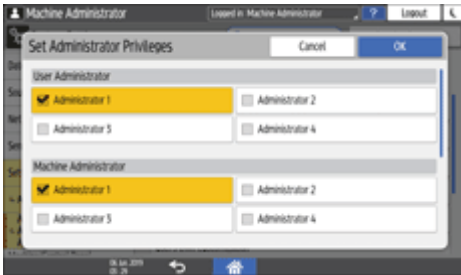 Machine Administrator
Logged in Machine Administrator
?
Logout
Set Administrator Privileges
Cancel
OK
User Administrator
Administrator 1
Administrator 2
Administrator 3
Administrator 4
Machine Administrator
Administrator 1
Administrator 2
Administrator 3
Administrator 4